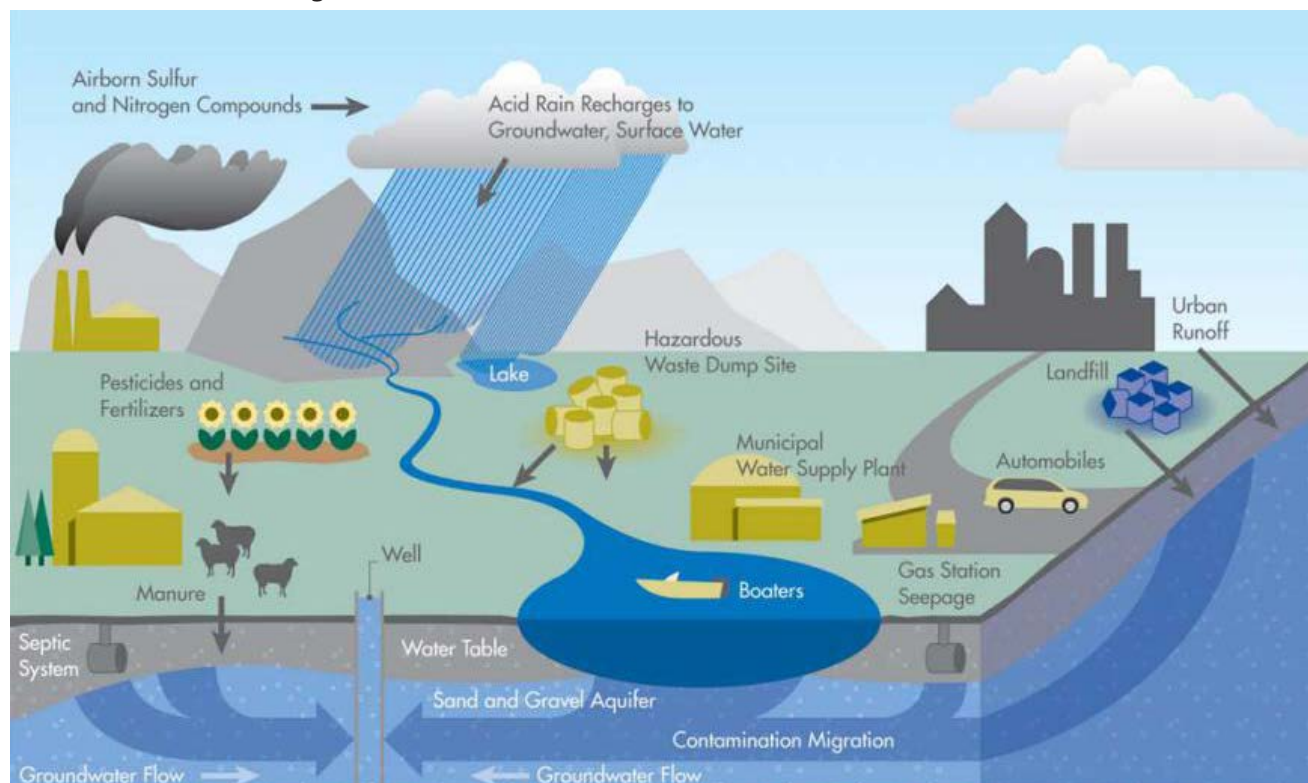 Airborn Sulfur
and Nitrogen Compounds
Acid Rain Recharges to
Groundwater, Surface Water
Urban
Runoff
Hazardous
Waste Dump Site
Lake
Landfill
Pesticides and
Fertilizers
Municipal
Water Supply Plant
Automobiles
Well
Gas Station
Seepage
Boaters
Manure
Septic
System
Water Table
Sand and Gravel Aquifer
Contamination Migration
Groundwater Flow
Groundwater Flow